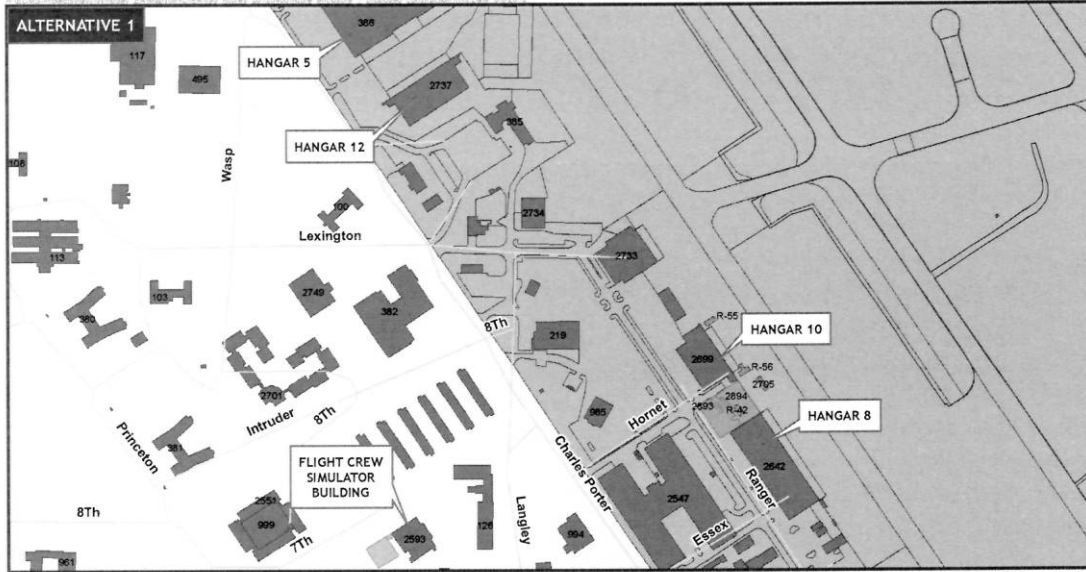 ALTERNATIVE 1
386
117
HANGAR 5
495
2737
385
HANGAR 12
108
Wasp
100
2734
Lexington
113
2733
103
2749
380
382
R-55
8Th
219
HANGAR 10
2699
R-56
2705
2701
2694
Intruder
8Th
985
Hornet
2693
R-42
HANGAR 8
Princeton
381
FLIGHT CREW
SIMULATOR
BUILDING
Charles Porter
2642
2551
2547
Ranger
8Th
999
7Th
2593
126
Langley
994
Essex
961